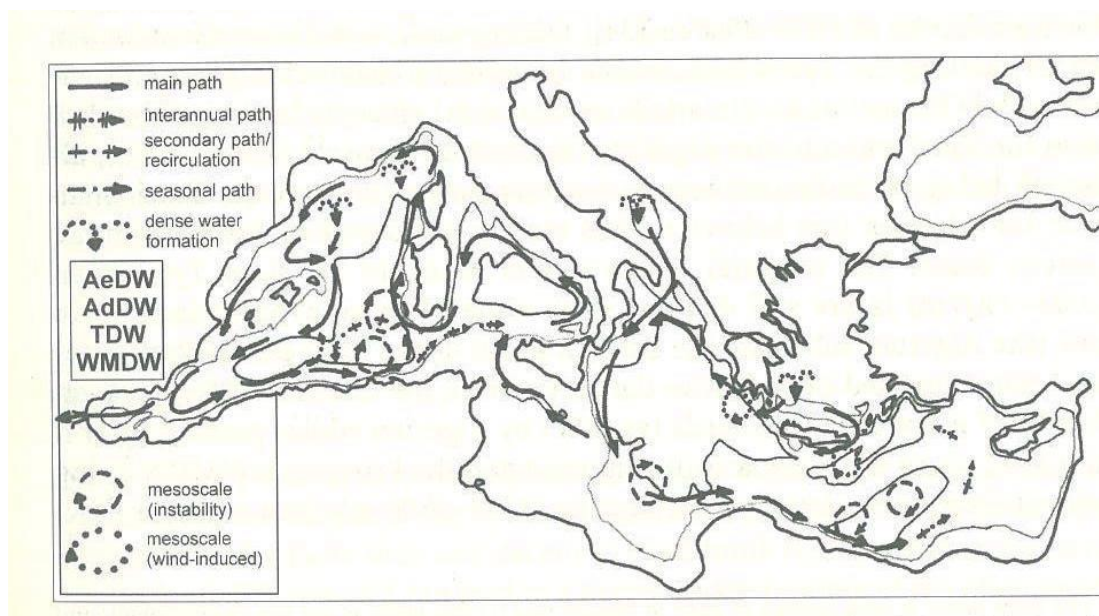 main path
interannual path
secondary path/
recirculation
seasonal path
dense water
formation
AeDW
AdDW
TDW
WMDW
mesoscale
(instability)
mesoscale
(wind-induced)